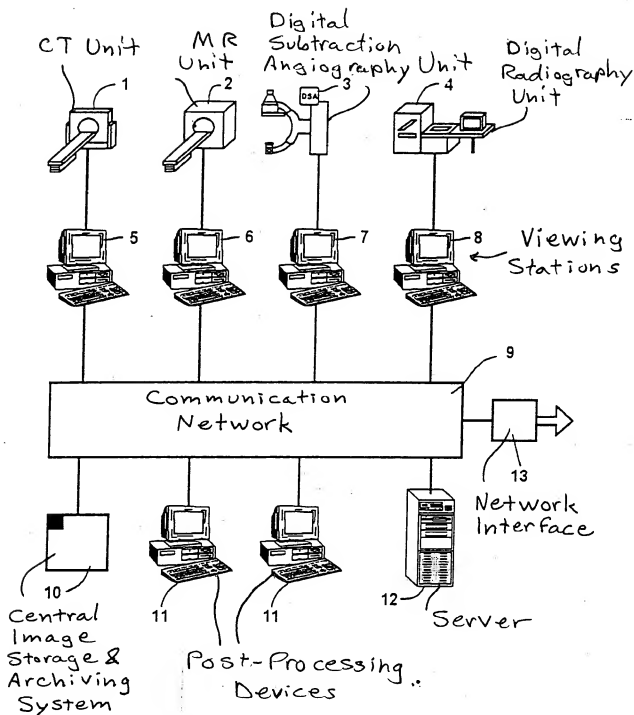 CT Unit
MR
Unit
Digital
Subtraction
Angiography Unit
Digital
Radiography
Unit
1
2
DSA
3
4
5
6
7
8
Viewing
Stations
9
Communication
Network
13
Network
Interface
10
Central
Image
Storage &
Archiving
System
11
11
Post-Processing
Devices
12
Server